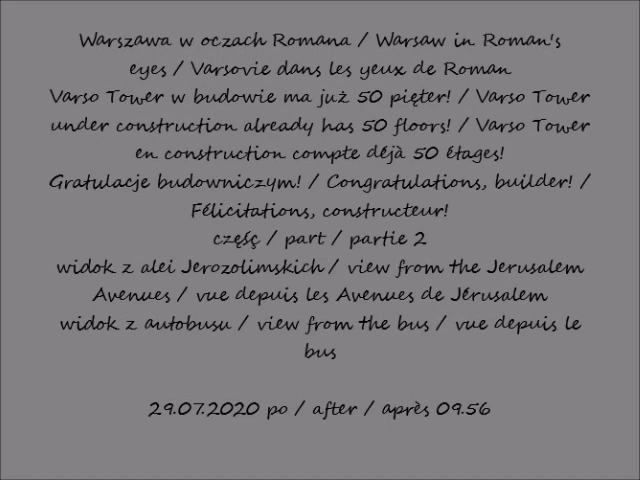 Warszawa w oczach Romana / Warsaw in Roman's
eyes / Varsovie dans les yeux de Roman
Varso Tower w budowie ma już 50 pięter! / Varso Tower
under construction already has 50 floors! / Varso Tower
en construction compte déjà 50 étages!
Gratulacje budowniczym! / Congratulations, builder! /
Félicitations, constructeur!
częśç / part / partie 2
widok z alei Jerozolimskich / view from the Jerusalem
Avenues / vue depuis les Avenues de Jérusalem
widok z autobusu / view from the bus / vue depuis le
bus
29.07.2020 po / after / après 09.56